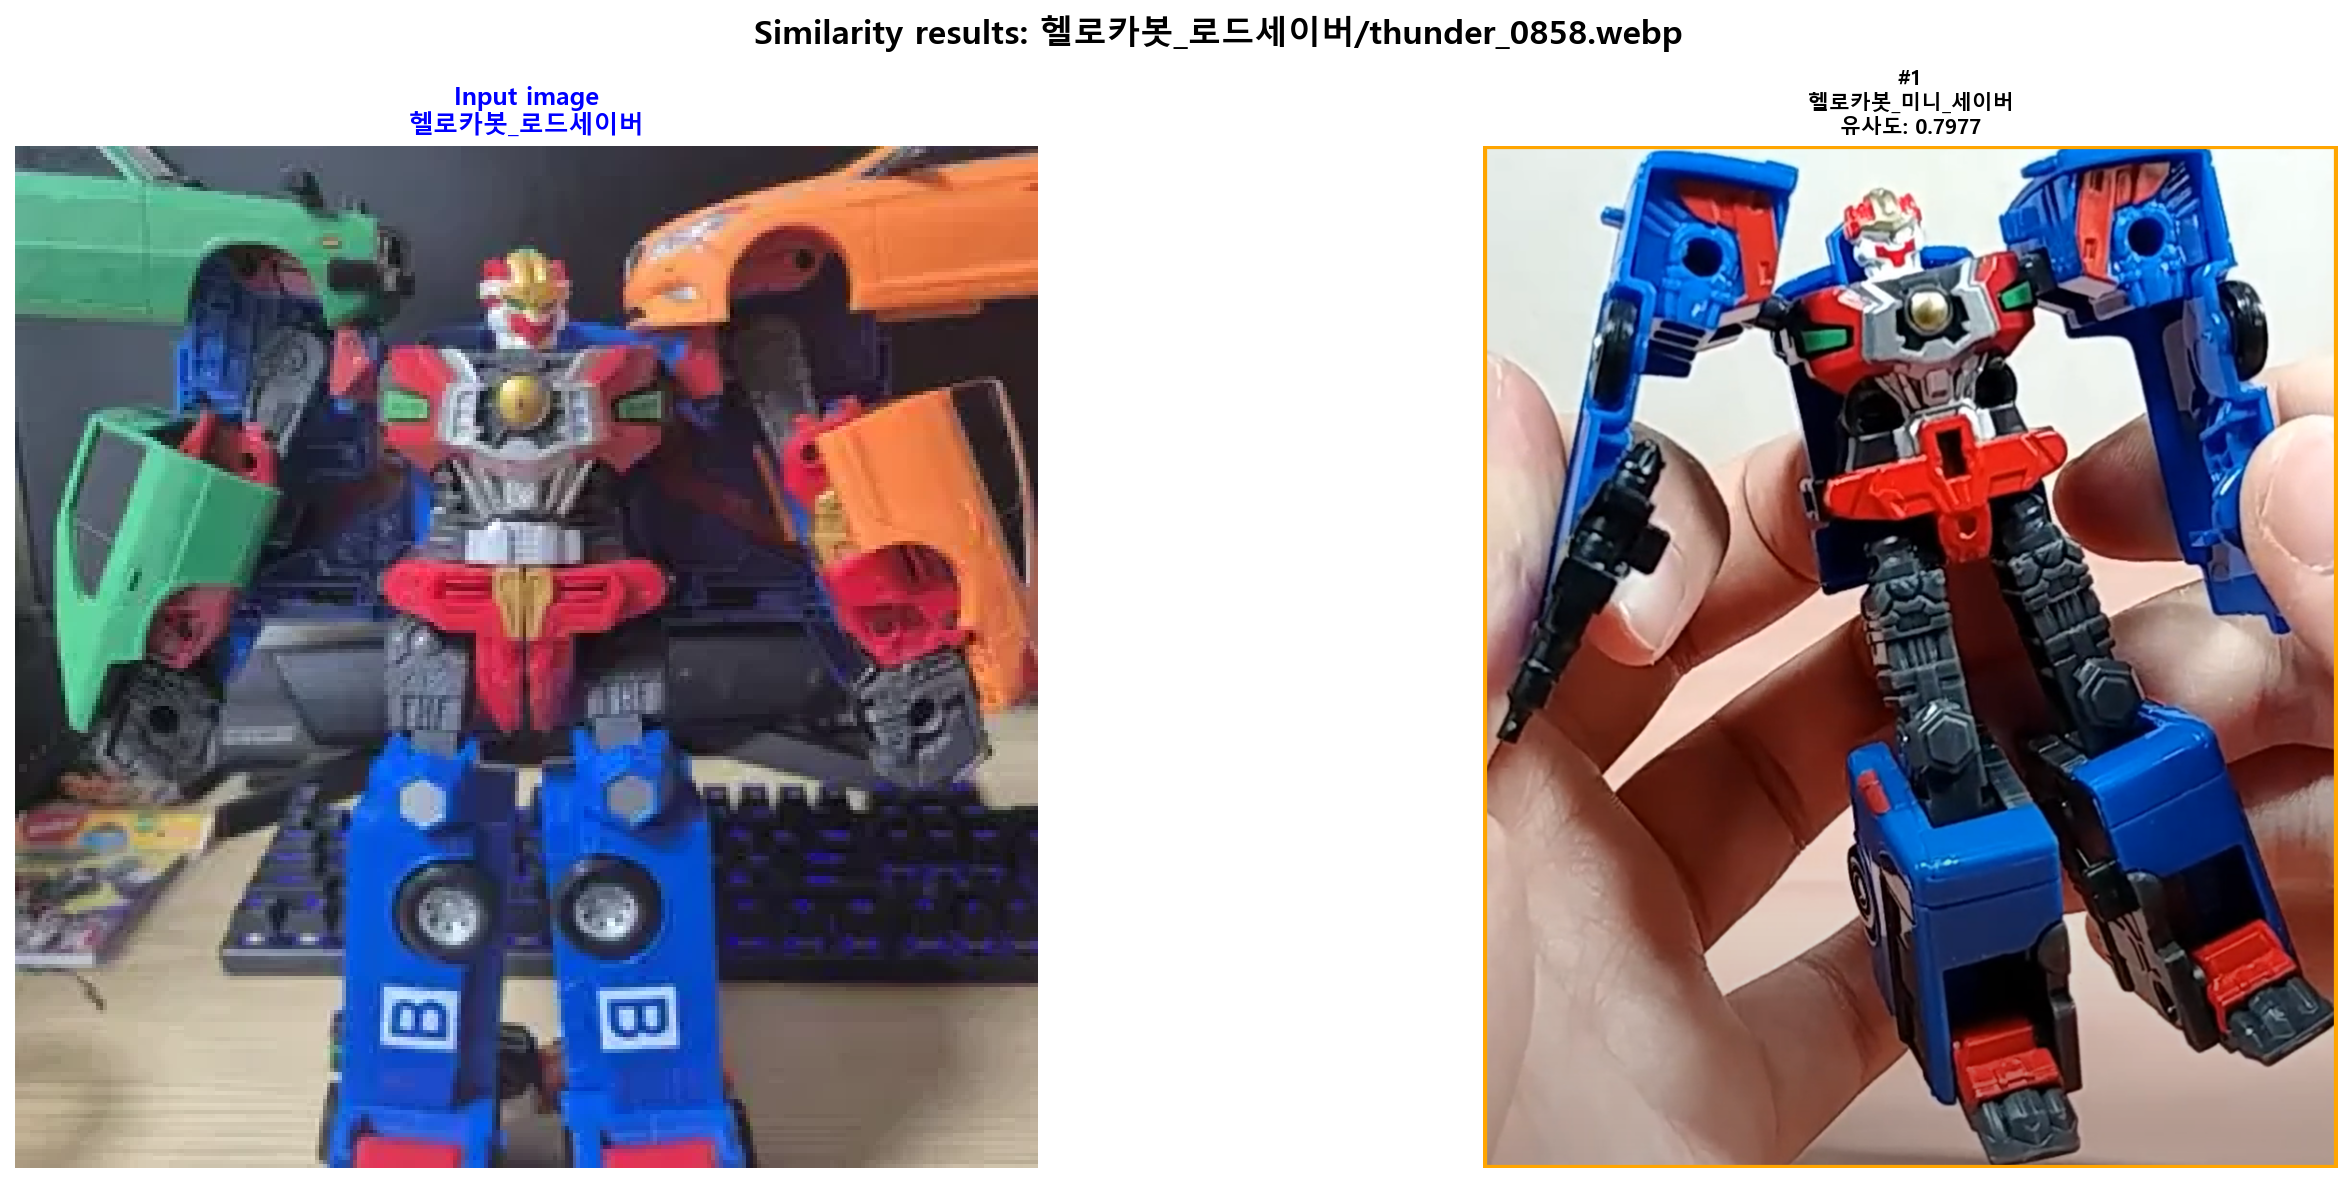 Similarity results: 헬로카봇_로드세이버/thunder_0858.webp
Input image
헬로카봇_로드세이버
#1
헬로카봇_미니_세이버
유사도: 0.7977
B
B